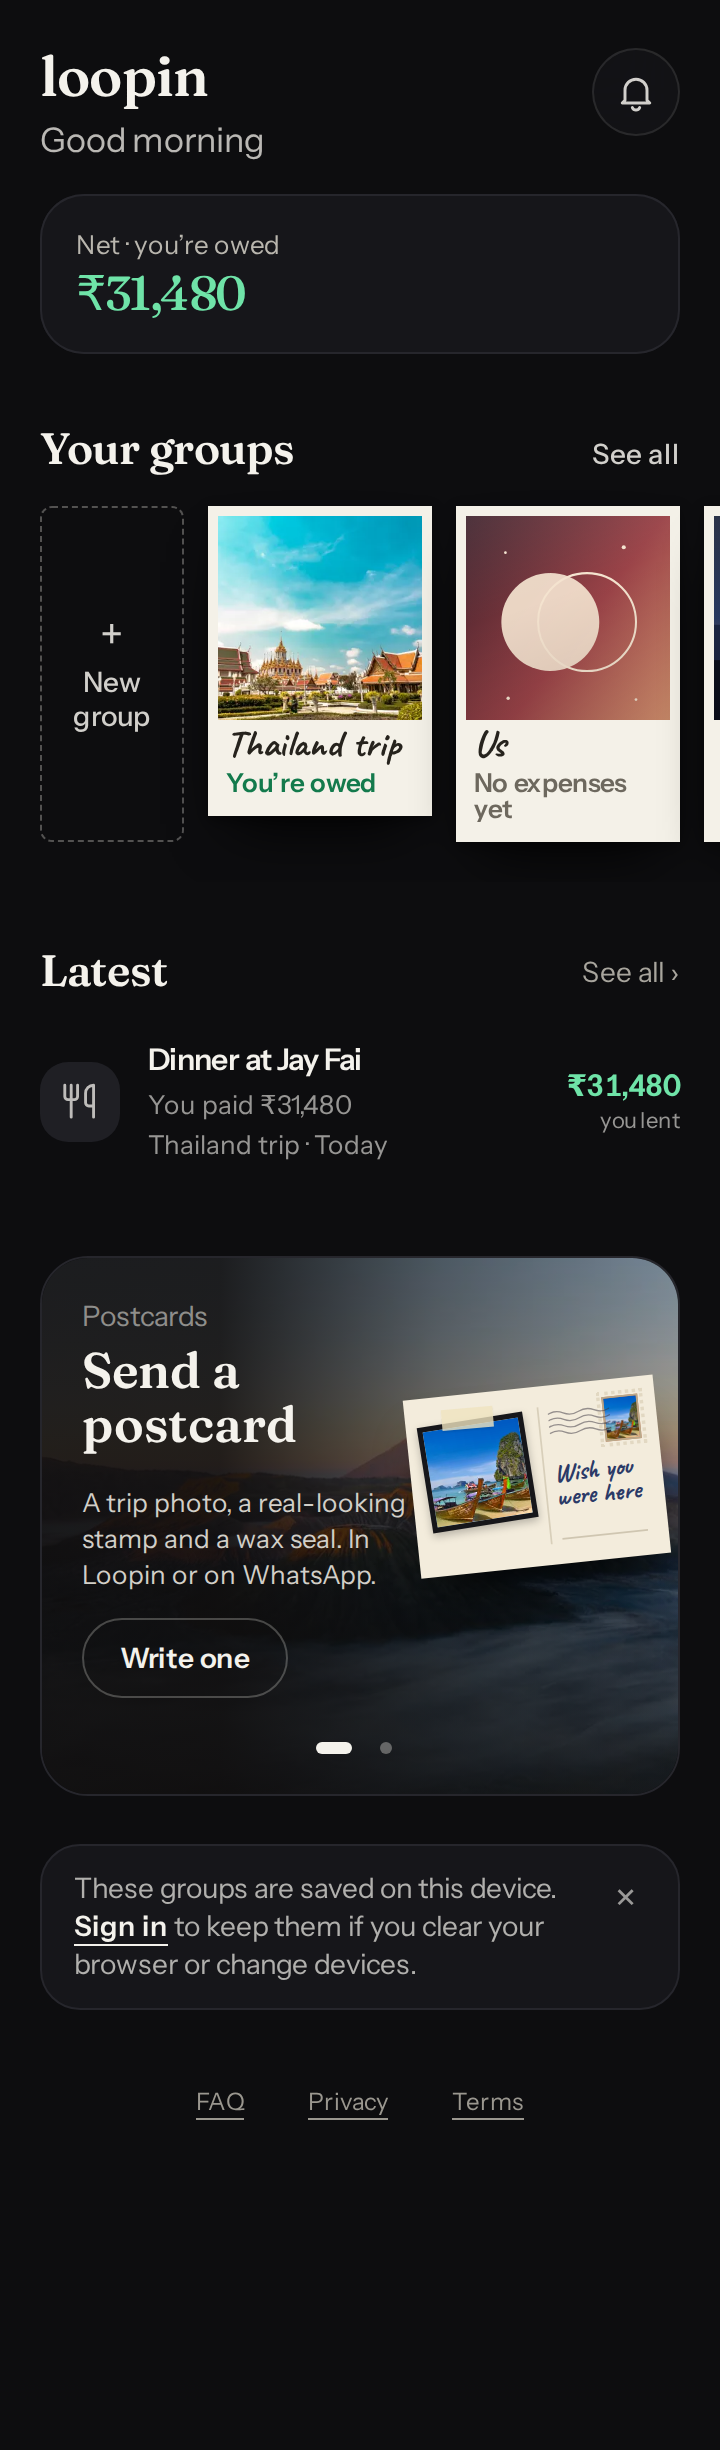 loopin
Good morning
Net · you’re owed
₹31,480
Your groups
See all
+
New
group
Thailand trip
You’re owed
Us
No expenses
yet
Latest
See all ›
Dinner at Jay Fai
You paid ₹31,480
Thailand trip · Today
₹31,480
you lent
Postcards
Send a
postcard
A trip photo, a real-looking
stamp and a wax seal. In
Loopin or on WhatsApp.
Wish you
were here
Write one
These groups are saved on this device.
Sign in to keep them if you clear your
browser or change devices.
×
FAQ
Privacy
Terms